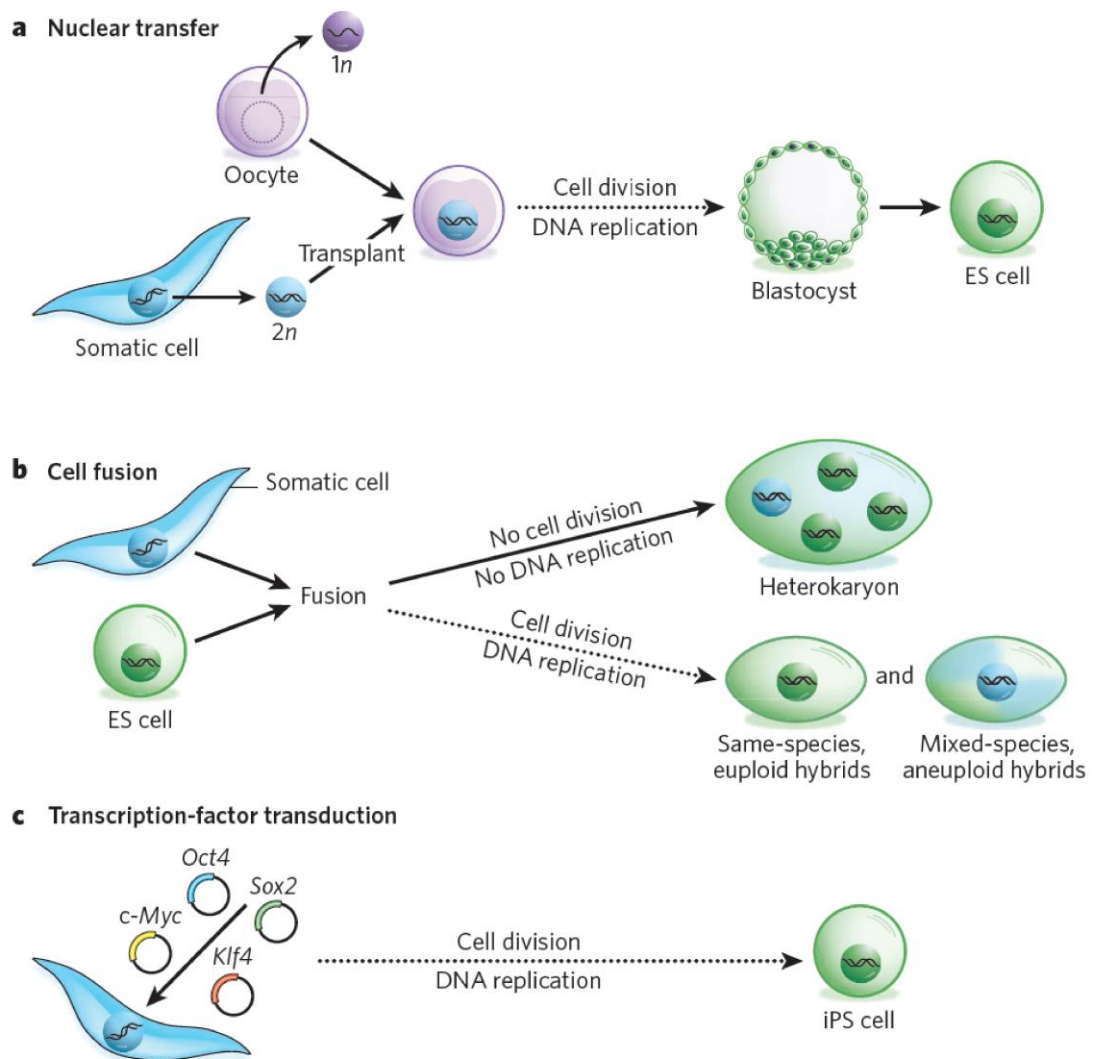 a Nuclear transfer
1n
Oocyte
Transplant
2n
Somatic cell
Cell division
DNA replication
Blastocyst
ES cell
b Cell fusion
Somatic cell
ES cell
Fusion
No cell division
No DNA replication
Heterokaryon
Cell division
DNA replication
and
Same-species,
euploid hybrids
Mixed-species,
aneuploid hybrids
c Transcription-factor transduction
Oct4
Sox2
c-Myc
Klf4
Cell division
DNA replication
iPS cell